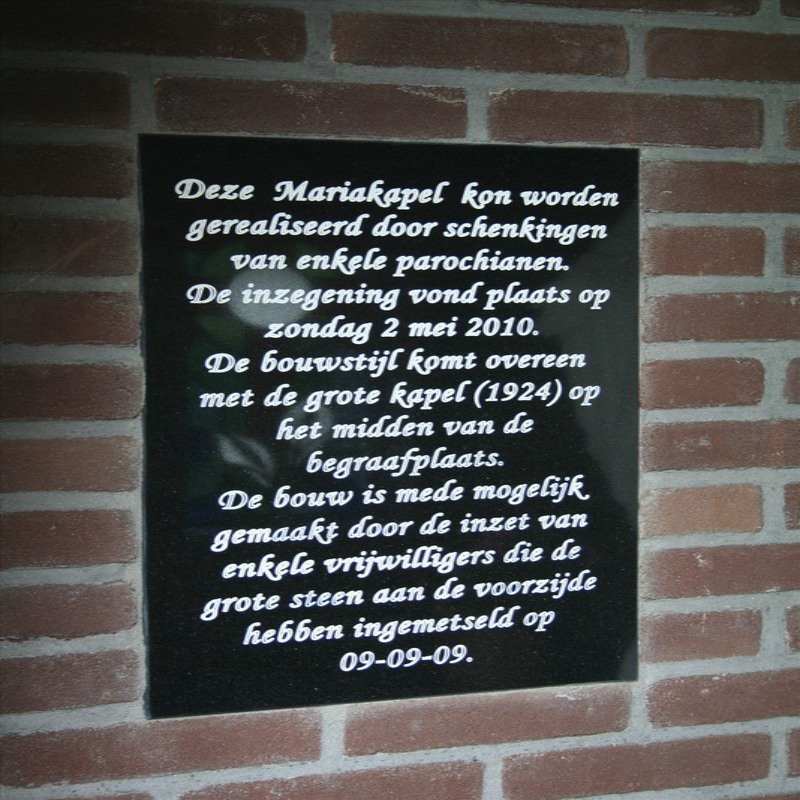 Deze Mariakapel kon worden
gerealiseerd door schenkingen
van enkele parochianen.
De inzegening vond plaats op
zondag 2 mei 2010.
De bouwstijl komt overeen
met de grote kapel (1924) op
het midden van de
begraafplaats.
De bouw is mede mogelijk
gemaakt door de inzet van
enkele vrijwilligers die de
grote steen aan de voorzijde
hebben ingemetseld op
09-09-09.